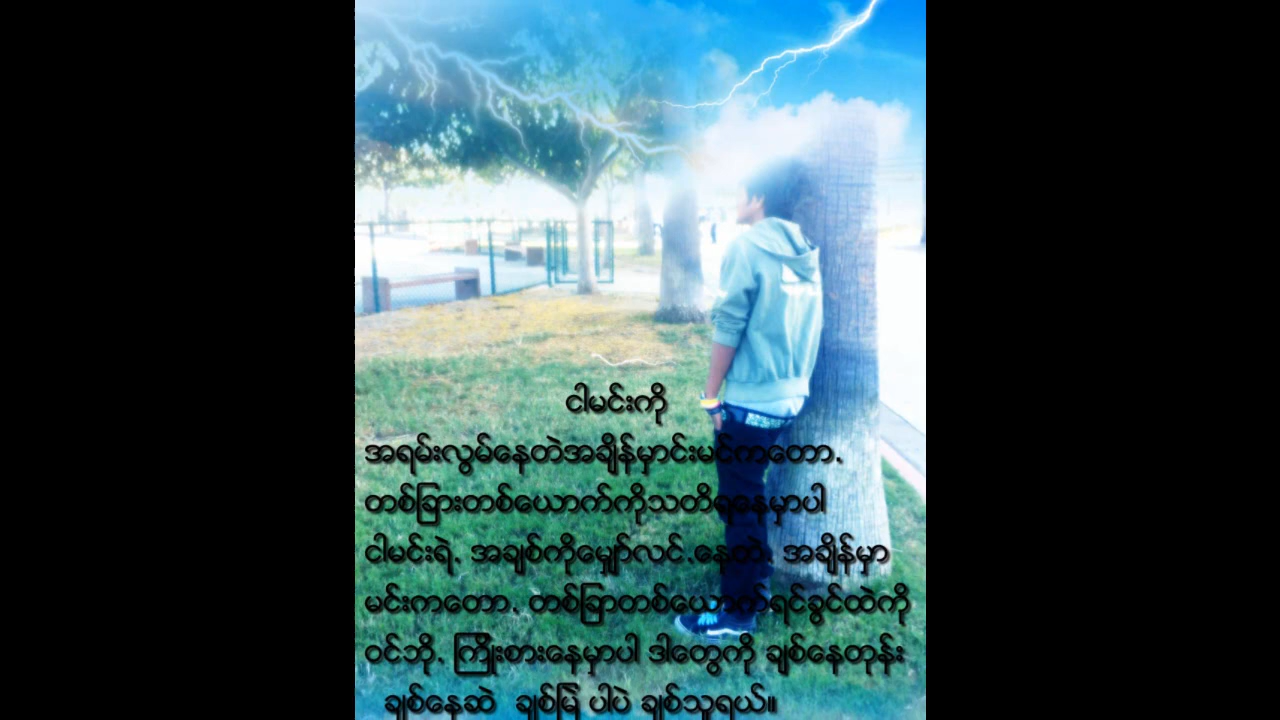 ငါမင်းကို
အရမ်းလွမ်နေတဲအချိန်မှာင်းမင်ကတော့
တစ်ခြားတစ်ယောက်ကိုသတိရနေမှာပါ
ငါမင်းရဲ့ အချစ်ကိုမျှော်လင့်နေတဲ့ အချိန်မှာ
မင်းကတော့ တစ်ခြာတစ်ယောက်ရင်ခွင်ထဲကို
ဝင်ဘို့ ကြိုးစားနေမှာပါ ဒါတွေကို ချစ်နေတုန်း
ချစ်နေဆဲ ချစ်မြဲ ပါပဲ ချစ်သူရယ်။